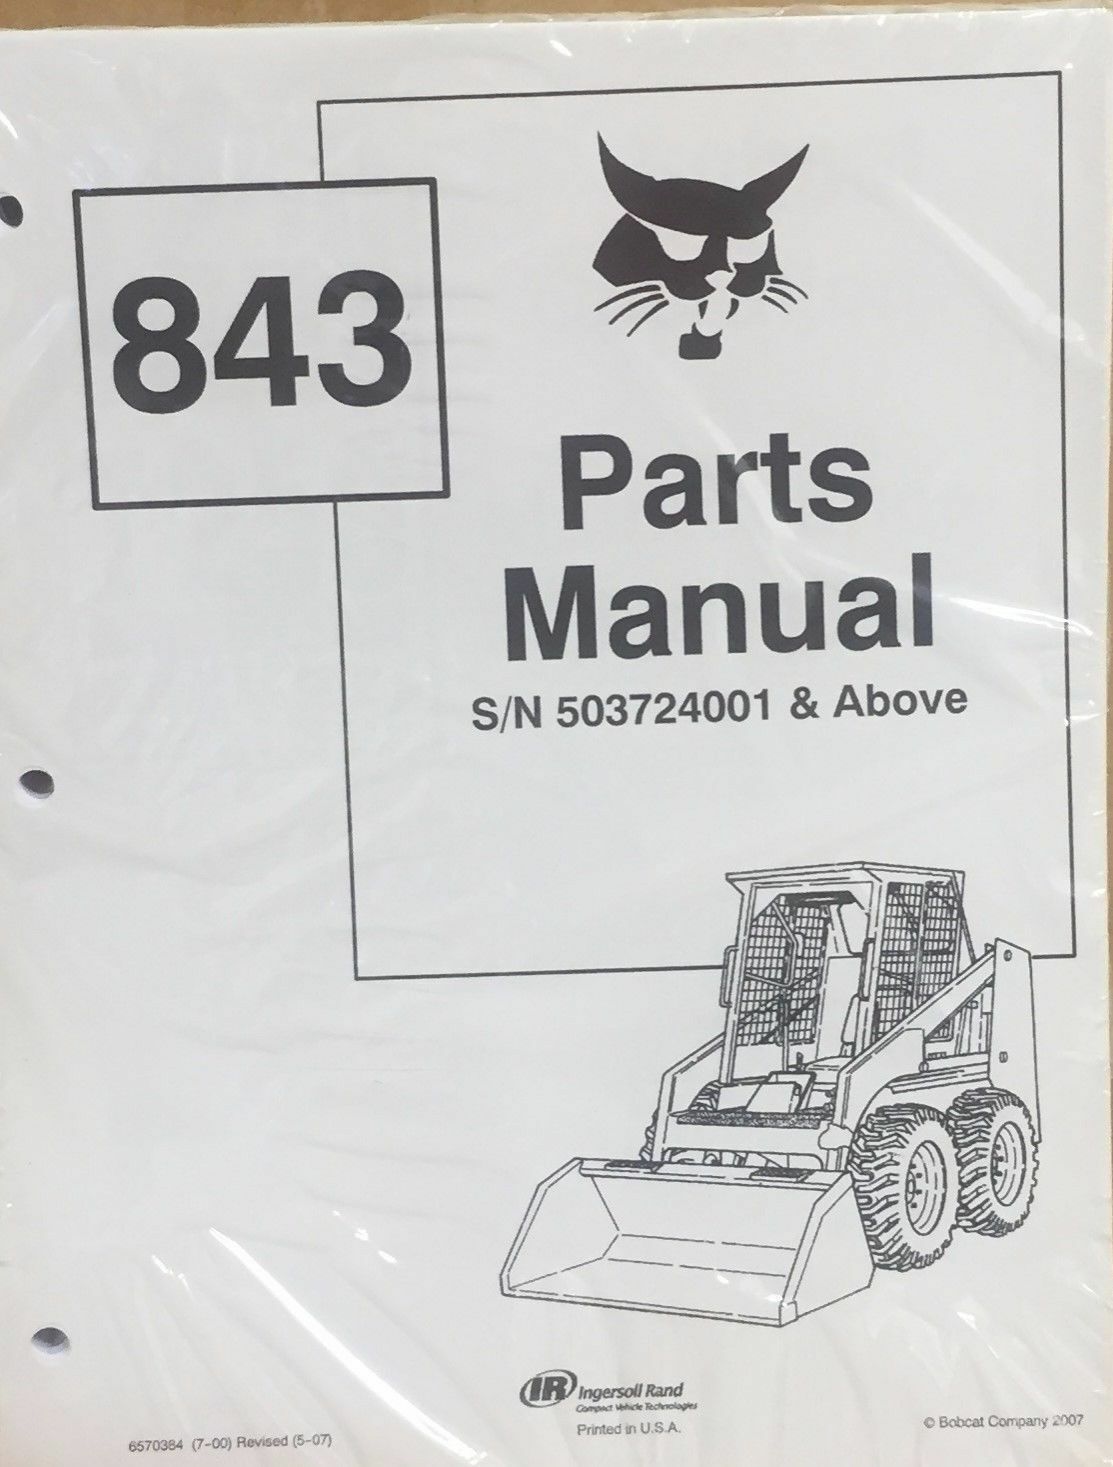 843
Parts
Manual
S/N 503724001 & Above
IR Ingersoll Rand
Compact Vehicle Technologies
Printed in U.S.A.
© Bobcat Company 2007
6570384 (7-00) Revised (5-07)